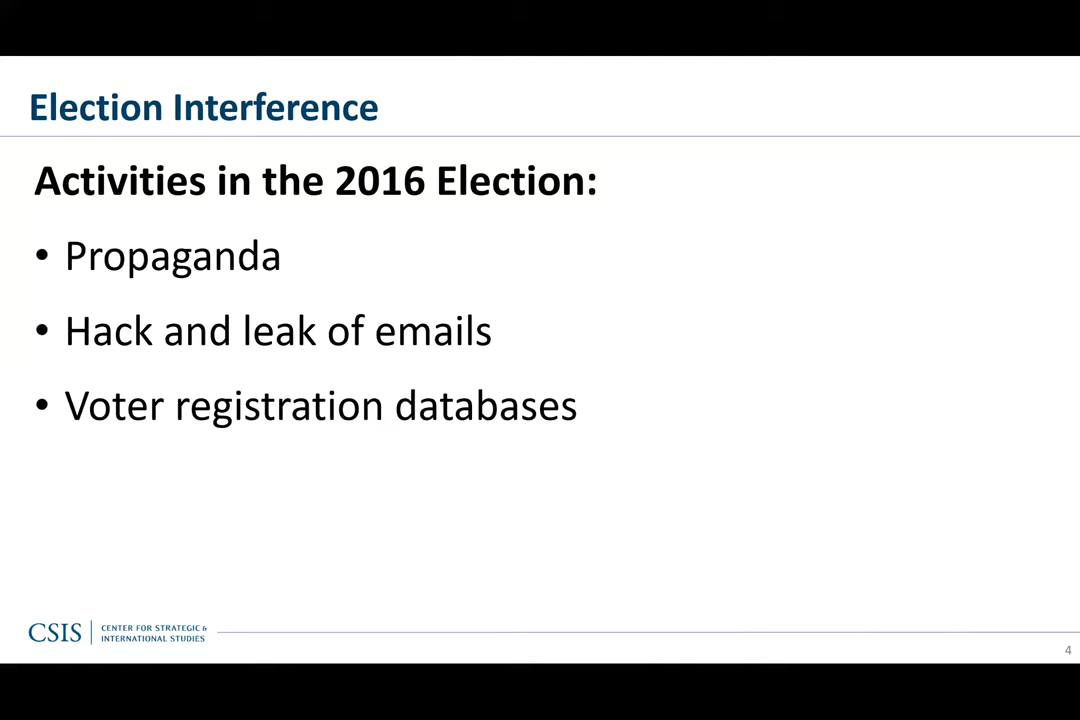 Election Interference
Activities in the 2016 Election:
• Propaganda
• Hack and leak of emails
• Voter registration databases
CSIS
CENTER FOR STRATEGIC &
INTERNATIONAL STUDIES
4